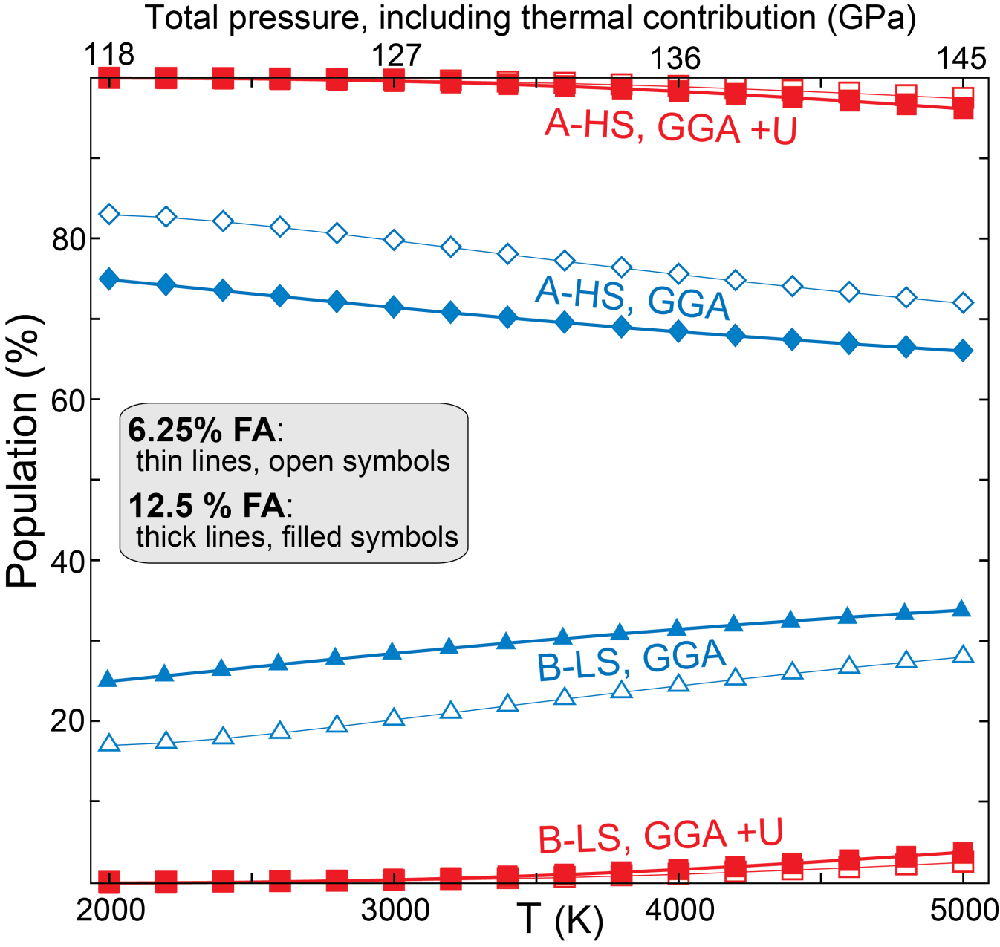 Total pressure, including thermal contribution (GPa)
118 127 136 145
A-HS, GGA +U
80
A-HS, GGA
Population (%)
60
6.25% FA:
thin lines, open symbols
12.5 % FA:
thick lines, filled symbols
40
B-LS, GGA
20
B-LS, GGA +U
2000 3000 4000 5000
T (K)